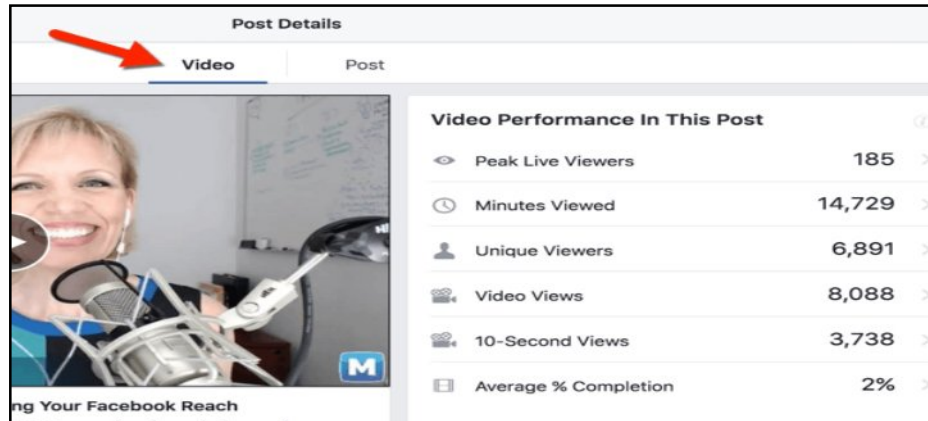 Post Details
Video Post
Video Performance In This Post
Peak Live Viewers 185
Minutes Viewed 14,729
Unique Viewers 6,891
Video Views 8,088
10-Second Views 3,738
Average % Completion 2%
M
ng Your Facebook Reach